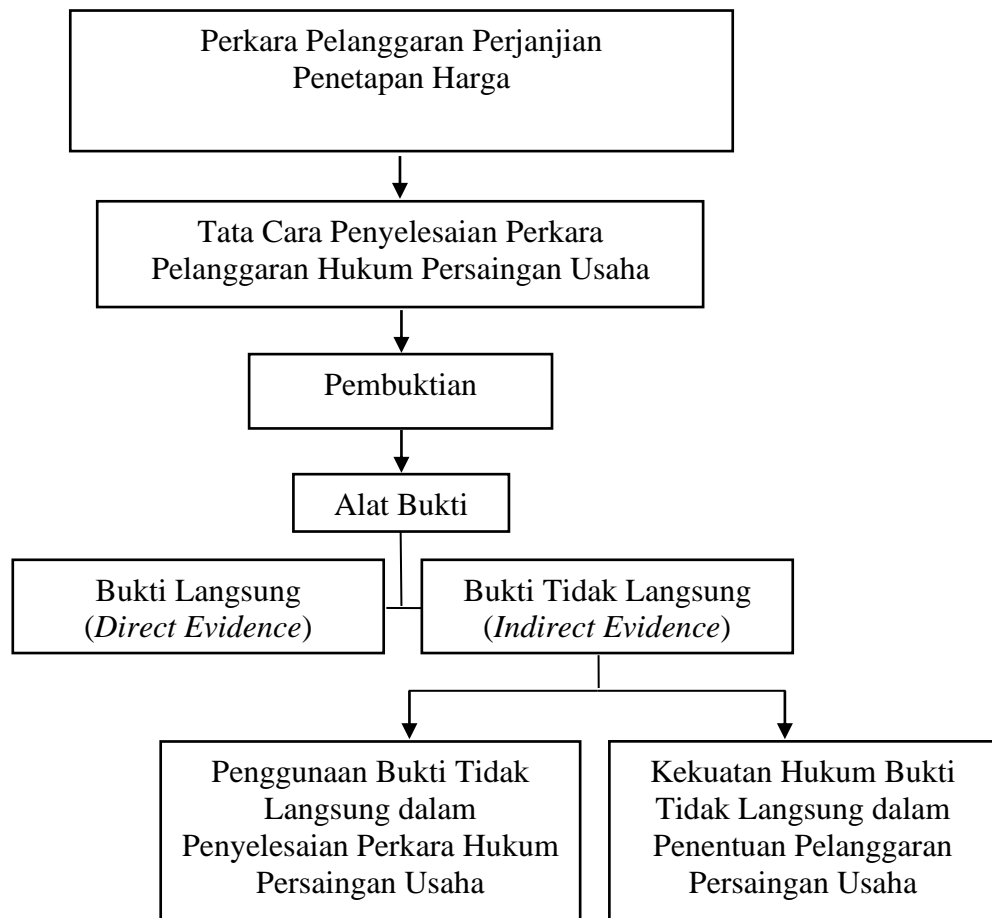 Perkara Pelanggaran Perjanjian
Penetapan Harga
Tata Cara Penyelesaian Perkara
Pelanggaran Hukum Persaingan Usaha
Pembuktian
Alat Bukti
Bukti Langsung
(Direct Evidence)
Bukti Tidak Langsung
(Indirect Evidence)
Penggunaan Bukti Tidak
Langsung dalam
Penyelesaian Perkara Hukum
Persaingan Usaha
Kekuatan Hukum Bukti
Tidak Langsung dalam
Penentuan Pelanggaran
Persaingan Usaha